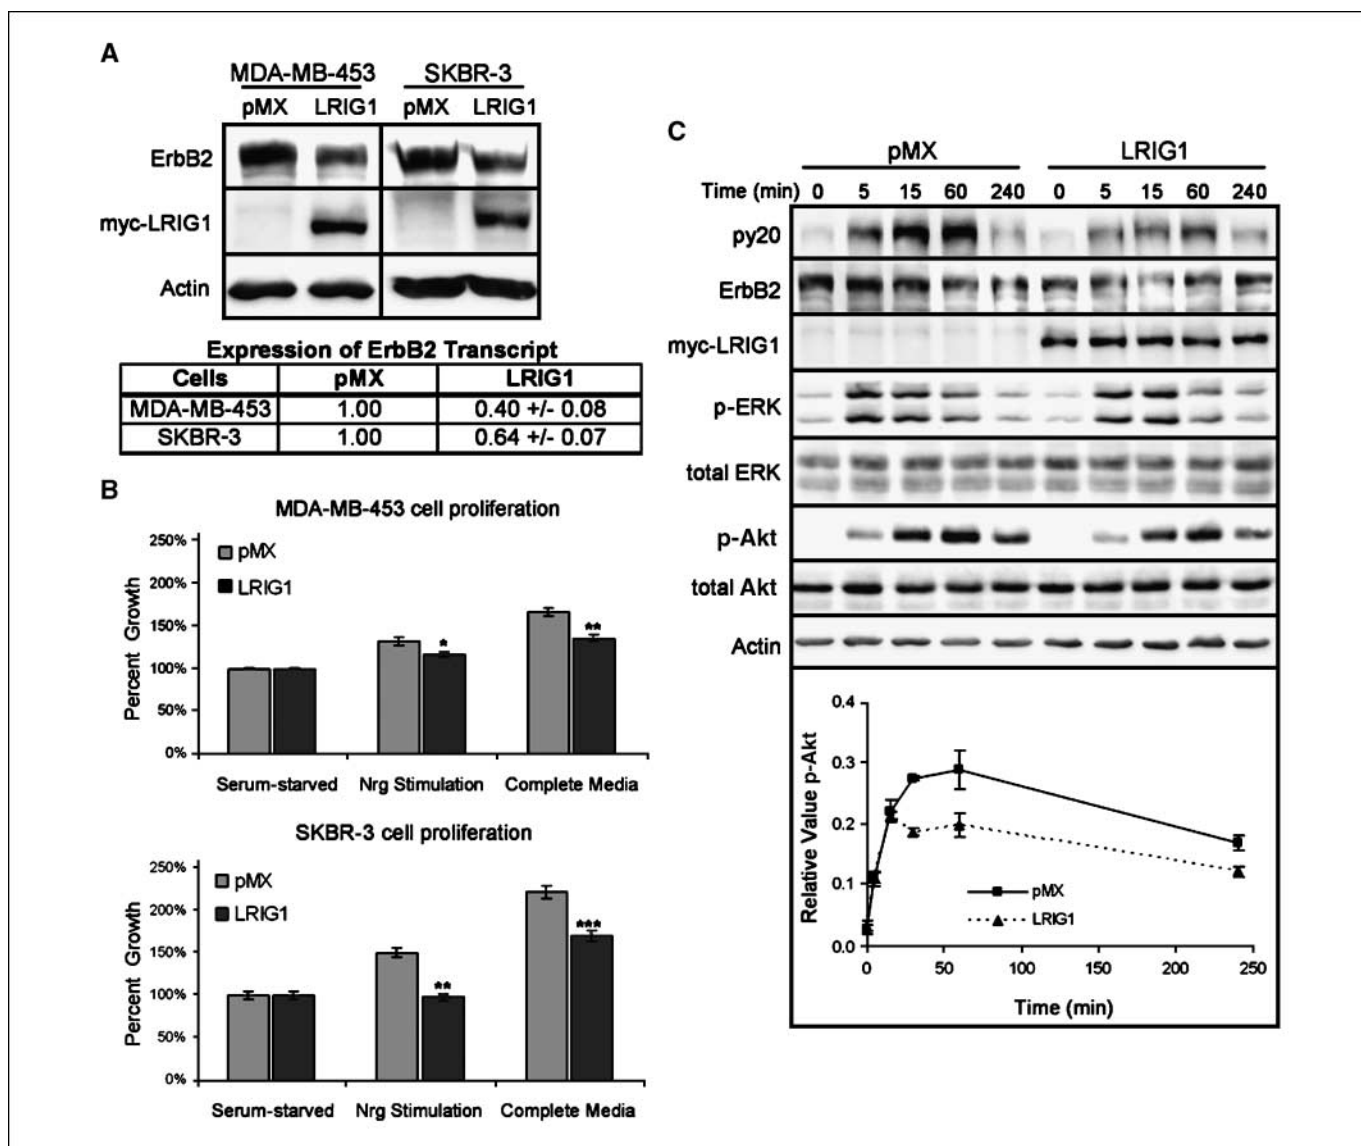 A
MDA-MB-453 SKBR-3
pMX LRIG1 pMX LRIG1
ErbB2
myc-LRIG1
Actin
Expression of ErbB2 Transcript
Cells pMX LRIG1
MDA-MB-453 1.00 0.40 +/- 0.08
SKBR-3 1.00 0.64 +/- 0.07
B
MDA-MB-453 cell proliferation
Percent Growth
250%
200%
150%
100%
50%
0%
pMX
LRIG1
*
**
Serum-starved Nrg Stimulation Complete Media
SKBR-3 cell proliferation
Percent Growth
250%
200%
150%
100%
50%
0%
pMX
LRIG1
**
***
Serum-starved Nrg Stimulation Complete Media
C
pMX LRIG1
Time (min) 0 5 15 60 240 0 5 15 60 240
py20
ErbB2
myc-LRIG1
p-ERK
total ERK
p-Akt
total Akt
Actin
Relative Value p-Akt
0.4
0.3
0.2
0.1
0.0
pMX
LRIG1
0 50 100 150 200 250
Time (min)